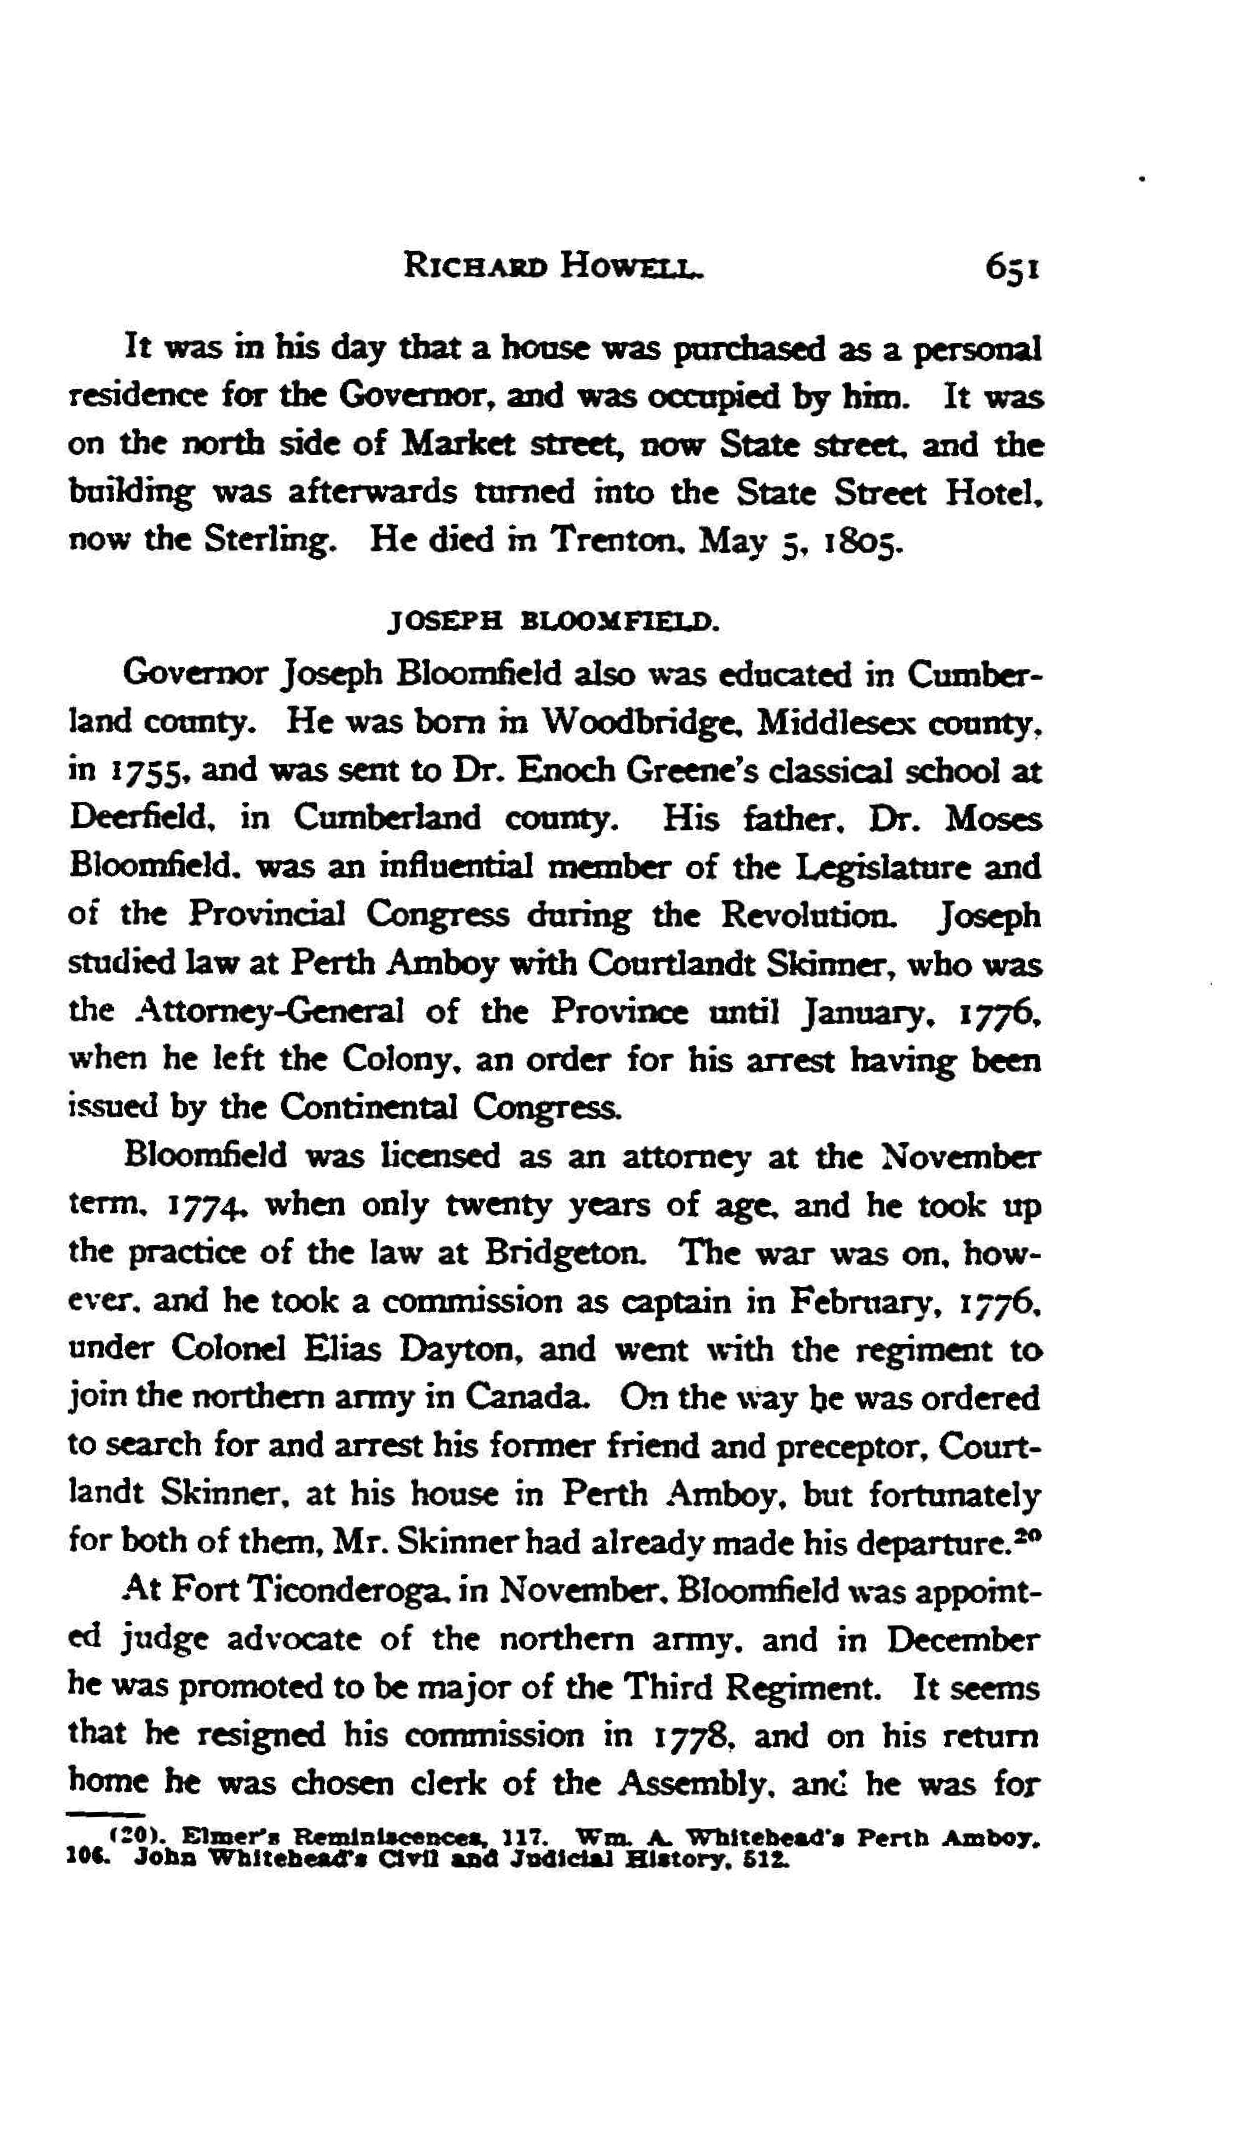 RICHARD HOWELL. 651
It was in his day that a house was purchased as a personal
residence for the Governor, and was occupied by him. It was
on the north side of Market street, now State street, and the
building was afterwards turned into the State Street Hotel,
now the Sterling. He died in Trenton, May 5, 1805.
JOSEPH BLOOMFIELD.
Governor Joseph Bloomfield also was educated in Cumber-
land county. He was born in Woodbridge, Middlesex county,
in 1755, and was sent to Dr. Enoch Greene's classical school at
Deerfield, in Cumberland county. His father, Dr. Moses
Bloomfield, was an influential member of the Legislature and
of the Provincial Congress during the Revolution. Joseph
studied law at Perth Amboy with Courtlandt Skinner, who was
the Attorney-General of the Province until January, 1776,
when he left the Colony, an order for his arrest having been
issued by the Continental Congress.
Bloomfield was licensed as an attorney at the November
term, 1774, when only twenty years of age, and he took up
the practice of the law at Bridgeton. The war was on, how-
ever, and he took a commission as captain in February, 1776,
under Colonel Elias Dayton, and went with the regiment to
join the northern army in Canada. On the way he was ordered
to search for and arrest his former friend and preceptor, Court-
landt Skinner, at his house in Perth Amboy, but fortunately
for both of them, Mr. Skinner had already made his departure.²⁰
At Fort Ticonderoga, in November, Bloomfield was appoint-
ed judge advocate of the northern army, and in December
he was promoted to be major of the Third Regiment. It seems
that he resigned his commission in 1778, and on his return
home he was chosen clerk of the Assembly, and he was for
(20). Elmer's Reminiscences, 117. Wm. A. Whitehead's Perth Amboy,
106. John Whitehead's Civil and Judicial History, 512.